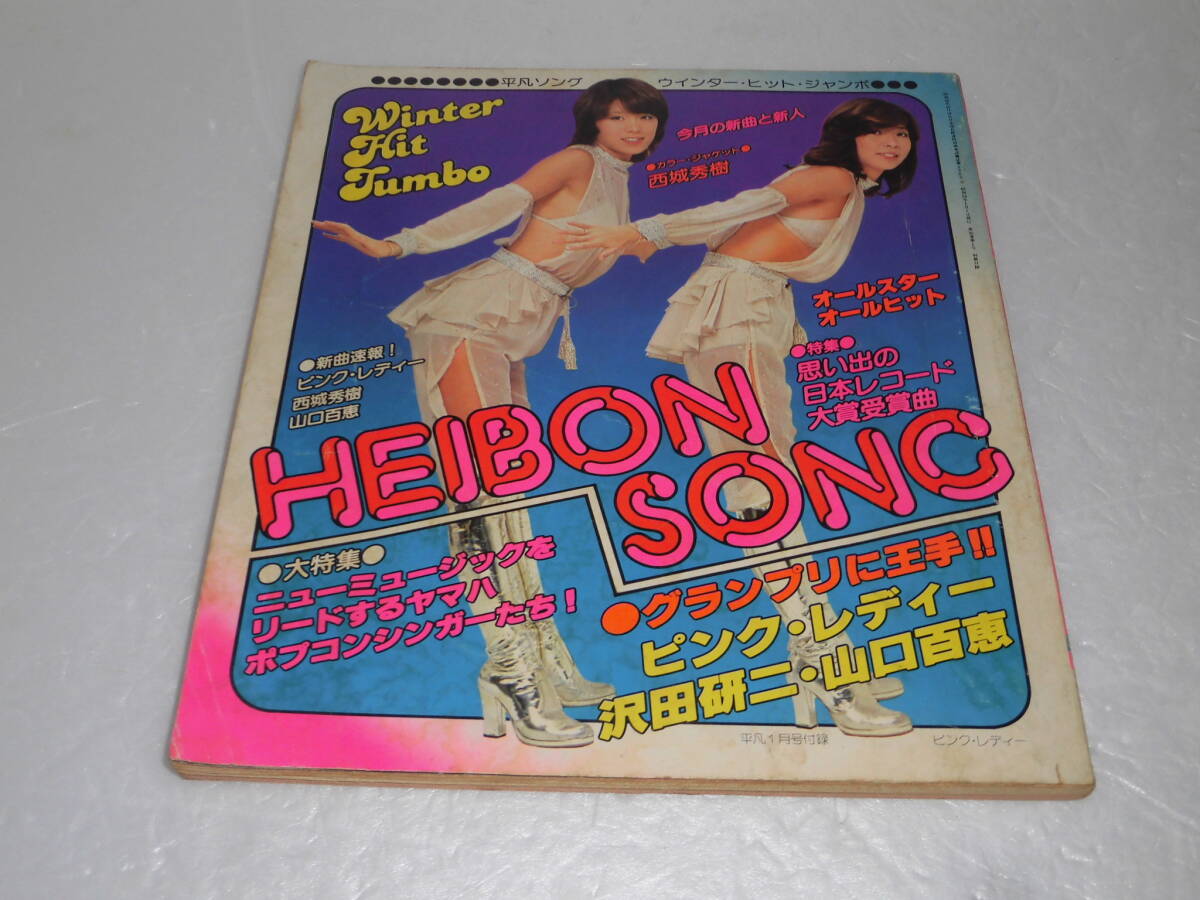 ●●●●●●●●平凡ソング ウインター・ヒット・ジャンボ●●●
Winter
Hit
Jumbo
今月の新曲と新人
●カラー・ジャケット●
西城秀樹
オールスター
オールヒット
●特集●
思い出の
日本レコード
大賞受賞曲
●新曲速報!
ピンク・レディー
西城秀樹
山口百恵
HEIBON
SONG
●大特集●
ニューミュージックを
リードするヤマハ
ポプコンシンガーたち!
●グランプリに王手!!
ピンク・レディー
沢田研二・山口百恵
平凡1月号付録
ピンク・レディー